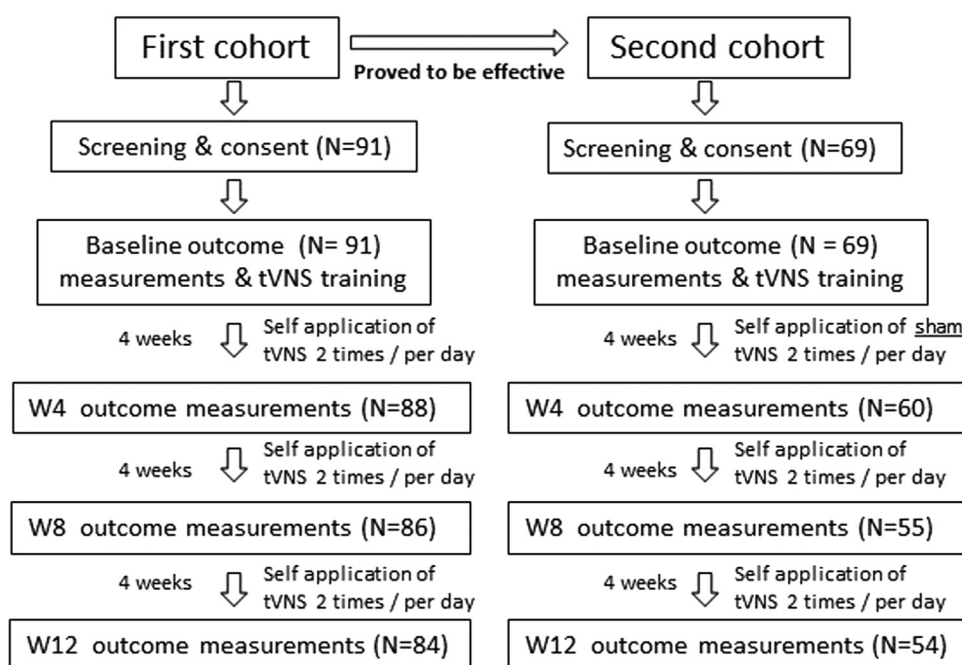 First cohort
Proved to be effective
Second cohort
Screening & consent (N=91)
Baseline outcome (N= 91)
measurements & tVNS training
4 weeks
Self application of
tVNS 2 times / per day
W4 outcome measurements (N=88)
4 weeks
Self application of
tVNS 2 times / per day
W8 outcome measurements (N=86)
4 weeks
Self application of
tVNS 2 times / per day
W12 outcome measurements (N=84)
Screening & consent (N=69)
Baseline outcome (N = 69)
measurements & tVNS training
4 weeks
Self application of sham
tVNS 2 times / per day
W4 outcome measurements (N=60)
4 weeks
Self application of
tVNS 2 times / per day
W8 outcome measurements (N=55)
4 weeks
Self application of
tVNS 2 times / per day
W12 outcome measurements (N=54)